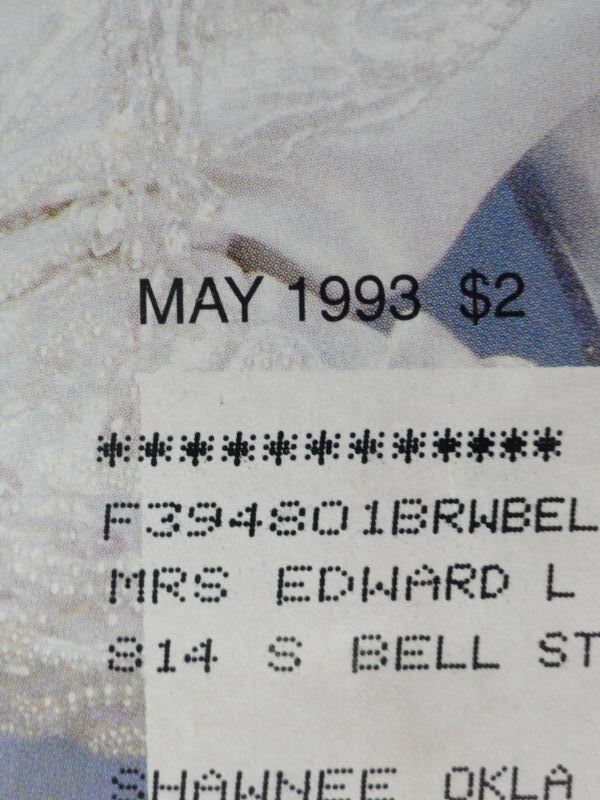 MAY 1993 $2
***********
F394801BRWBEL
MRS EDWARD L
814 S BELL ST
SHAWNEE OKLA